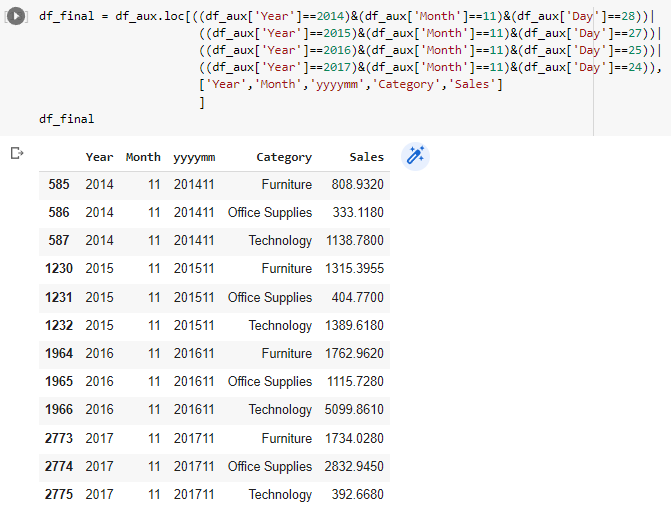 df_final = df_aux.loc[((df_aux['Year']==2014)&(df_aux['Month']==11)&(df_aux['Day']==28))|
((df_aux['Year']==2015)&(df_aux['Month']==11)&(df_aux['Day']==27))|
((df_aux['Year']==2016)&(df_aux['Month']==11)&(df_aux['Day']==25))|
((df_aux['Year']==2017)&(df_aux['Month']==11)&(df_aux['Day']==24)),
['Year','Month','yyyymm','Category','Sales']
]
df_final
Year Month yyyymm Category Sales
585 2014 11 201411 Furniture 808.9320
586 2014 11 201411 Office Supplies 333.1180
587 2014 11 201411 Technology 1138.7800
1230 2015 11 201511 Furniture 1315.3955
1231 2015 11 201511 Office Supplies 404.7700
1232 2015 11 201511 Technology 1389.6180
1964 2016 11 201611 Furniture 1762.9620
1965 2016 11 201611 Office Supplies 1115.7280
1966 2016 11 201611 Technology 5099.8610
2773 2017 11 201711 Furniture 1734.0280
2774 2017 11 201711 Office Supplies 2832.9450
2775 2017 11 201711 Technology 392.6680